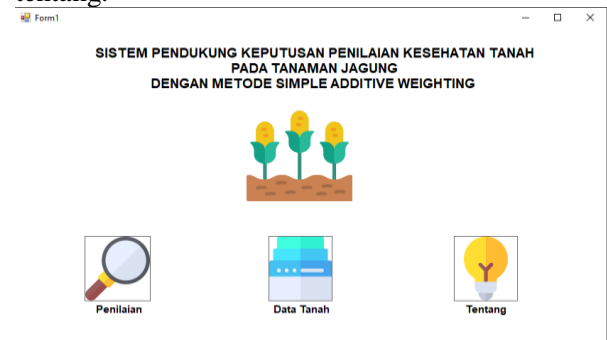 tentang.
Form1
SISTEM PENDUKUNG KEPUTUSAN PENILAIAN KESEHATAN TANAH
PADA TANAMAN JAGUNG
DENGAN METODE SIMPLE ADDITIVE WEIGHTING
Penilaian
Data Tanah
Tentang